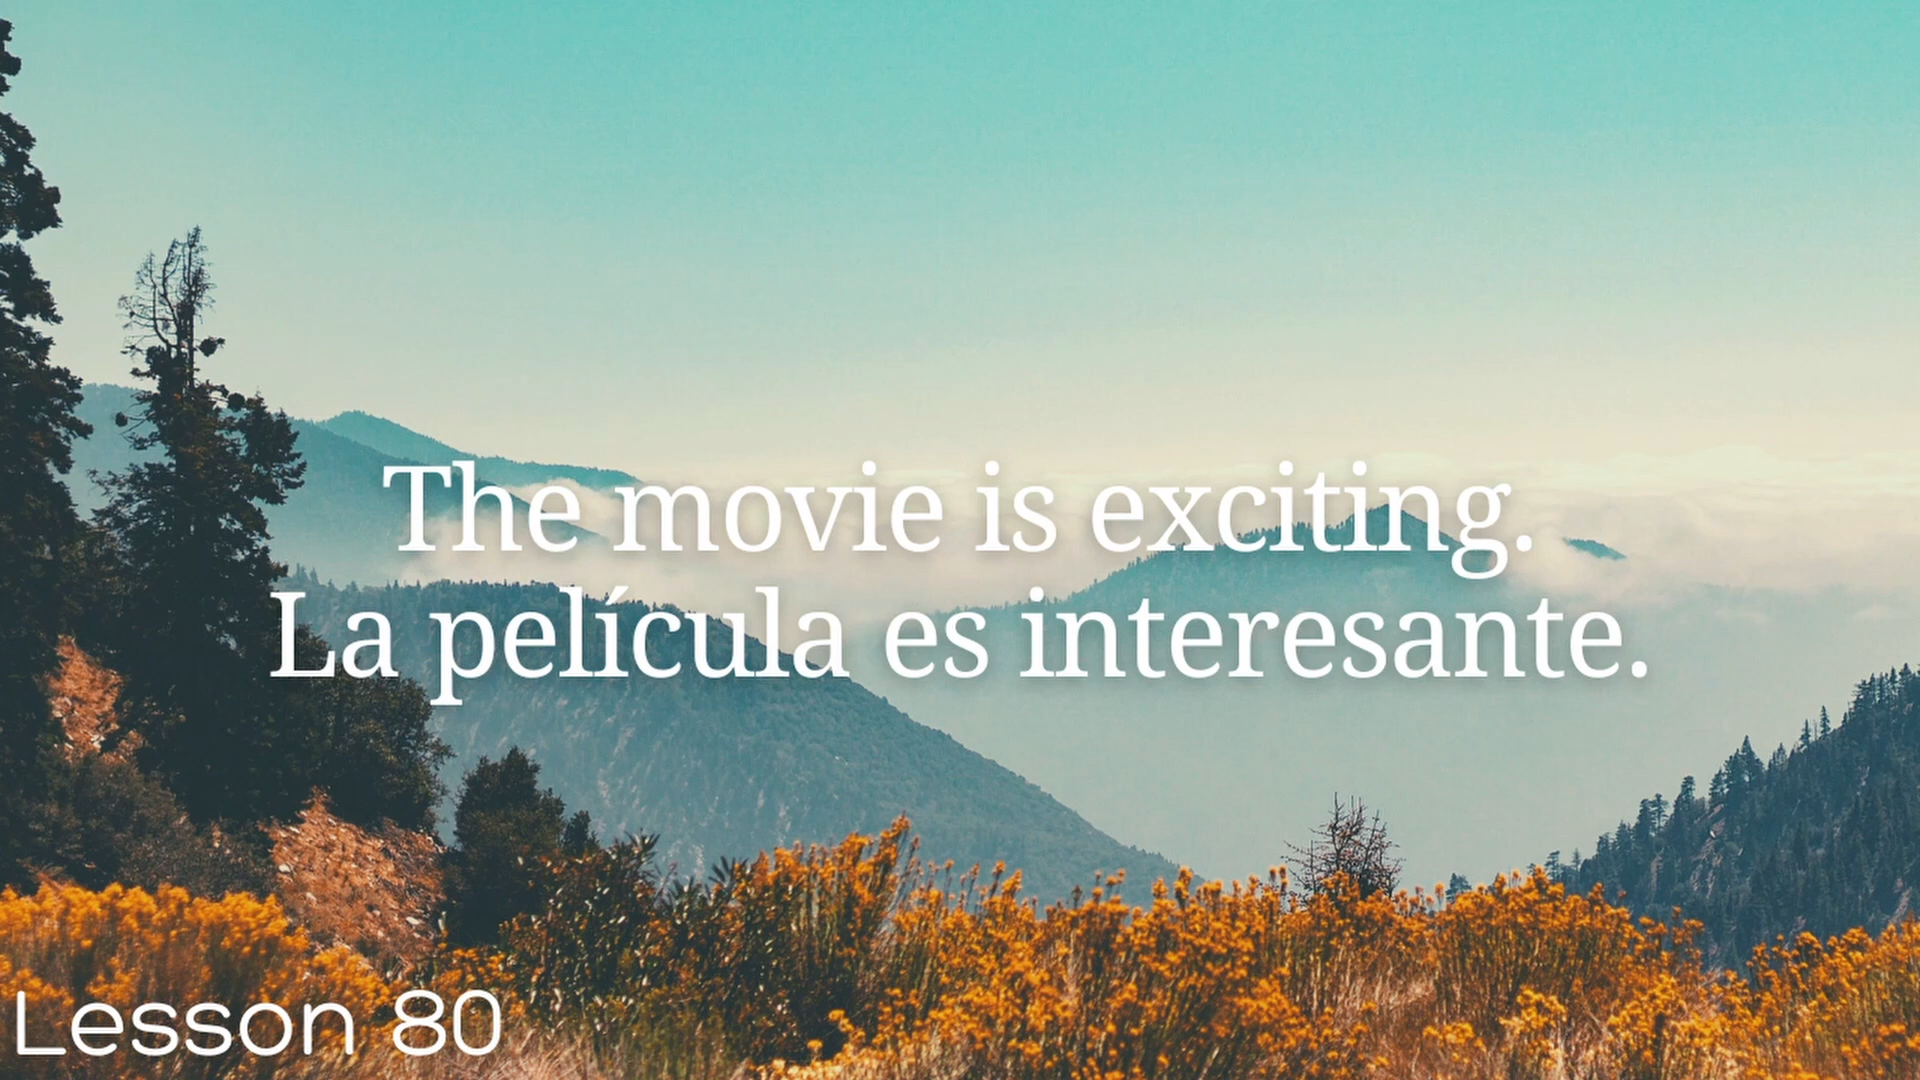 The movie is exciting.
La película es interesante.
Lesson 80